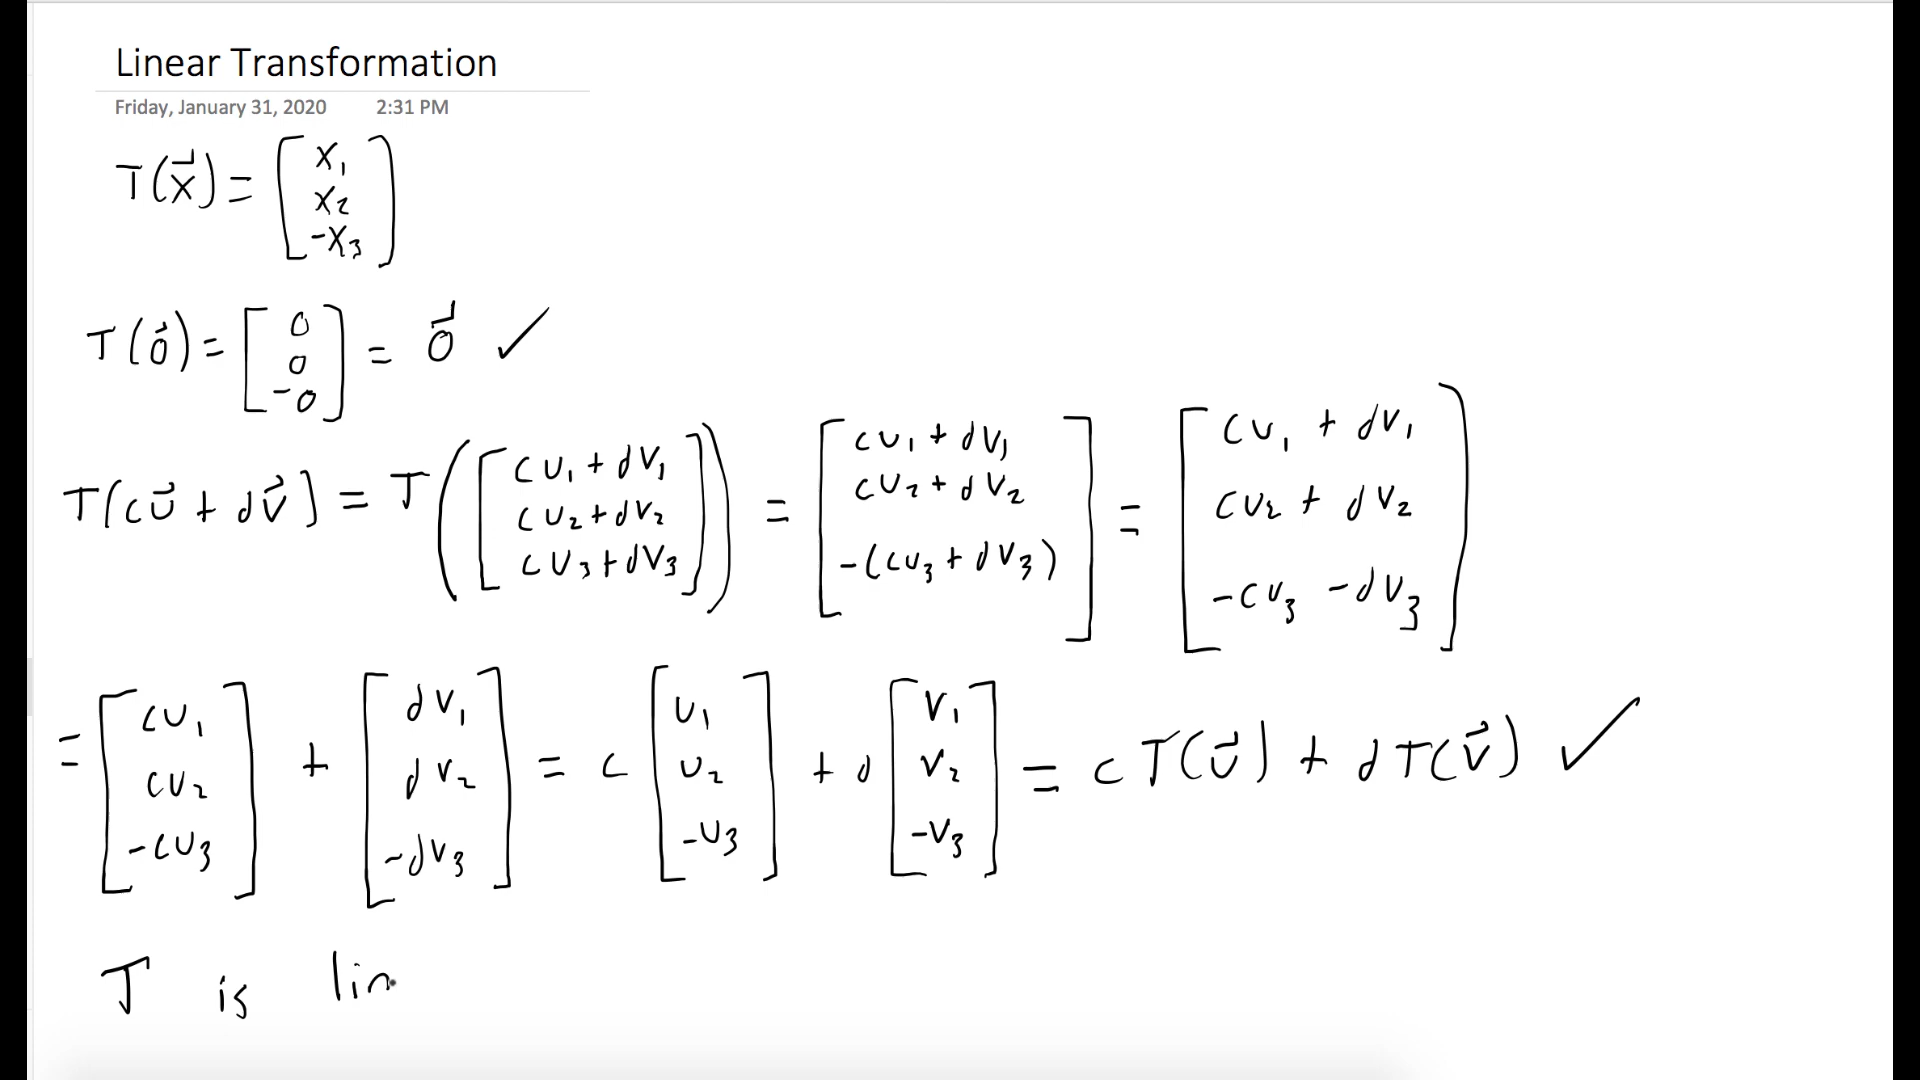 Linear Transformation
Friday, January 31, 2020 2:31 PM
T(x⃗) = [x₁ x₂ -x₃]
T(0⃗) = [0 0 -0] = 0⃗ ✓
T(cu⃗ + dv⃗) = T([cu₁ + dv₁ cu₂ + dv₂ cu₃ + dv₃]) = [cu₁ + dv₁ cu₂ + dv₂ -(cu₃ + dv₃)] = [cu₁ + dv₁ cu₂ + dv₂ -cu₃ - dv₃]
= [cu₁ cu₂ -cu₃] + [dv₁ dv₂ -dv₃] = c[u₁ u₂ -u₃] + d[v₁ v₂ -v₃] = cT(u⃗) + dT(v⃗) ✓
T is lin